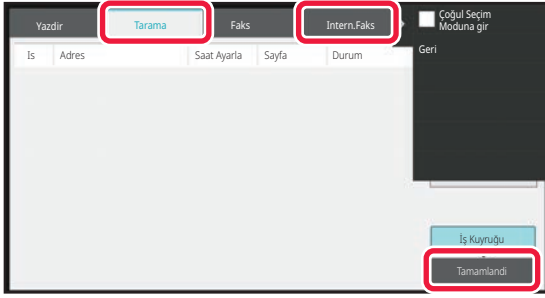 Yazdir
Tarama
Faks
Intern.Faks
Çoğul Seçim
Moduna gir
Is
Adres
Saat Ayarla
Sayfa
Durum
Geri
İş Kuyruğu
Tamamlandi